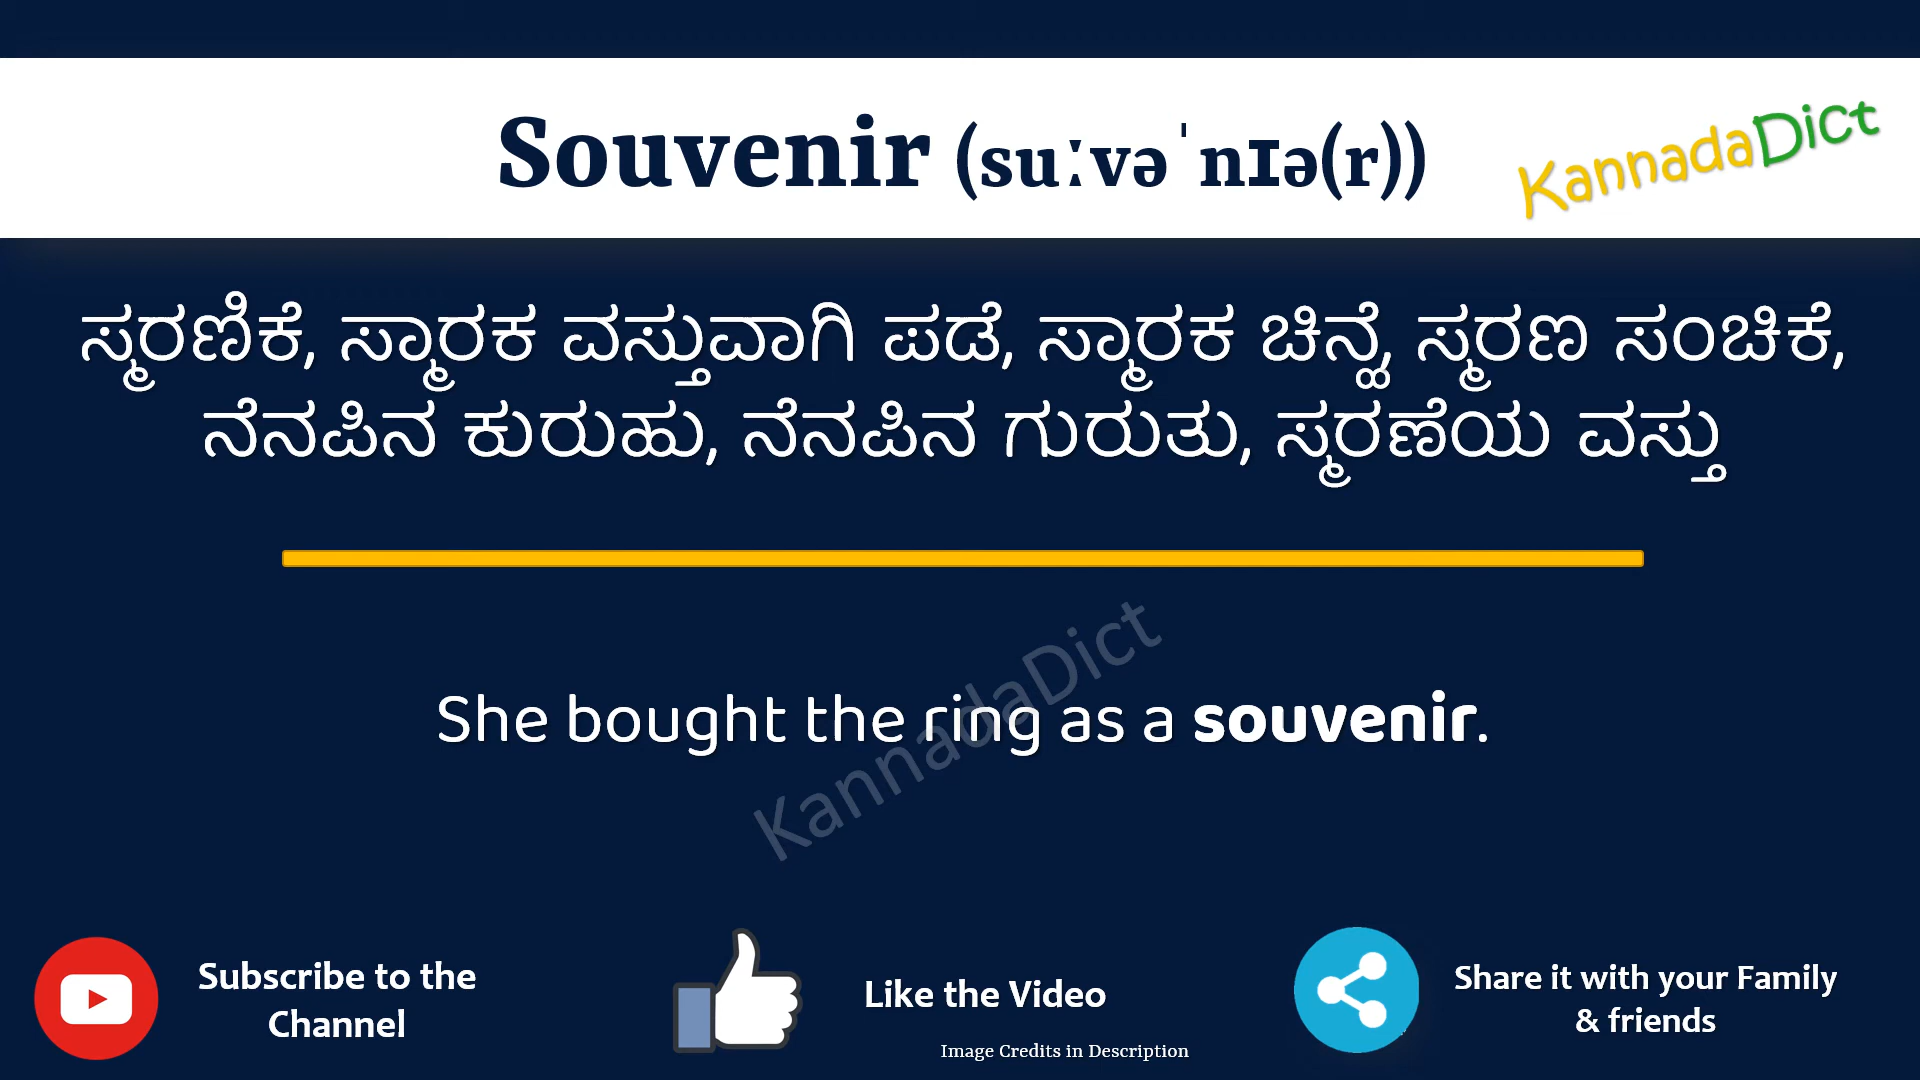 Souvenir (suːvəˈnɪə(r))
KannadaDict
ಸ್ಮರಣಿಕೆ, ಸ್ಮಾರಕ ವಸ್ತುವಾಗಿ ಪಡೆ, ಸ್ಮಾರಕ ಚಿನ್ಹೆ, ಸ್ಮರಣ ಸಂಚಿಕೆ,
ನೆನಪಿನ ಕುರುಹು, ನೆನಪಿನ ಗುರುತು, ಸ್ಮರಣೆಯ ವಸ್ತು
She bought the ring as a souvenir.
KannadaDict
Subscribe to the
Channel
Like the Video
Share it with your Family
& friends
Image Credits in Description